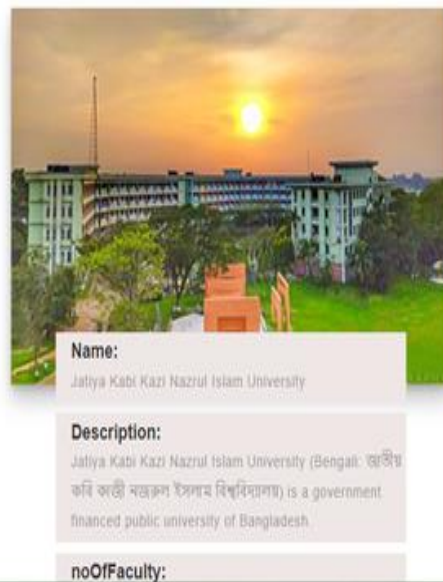 Name:
Jatiya Kabi Kazi Nazrul Islam University
Description:
Jatiya Kabi Kazi Nazrul Islam University (Bengali: জাতীয়
কবি কাজী নজরুল ইসলাম বিশ্ববিদ্যালয়) is a government
financed public university of Bangladesh.
noOfFaculty: